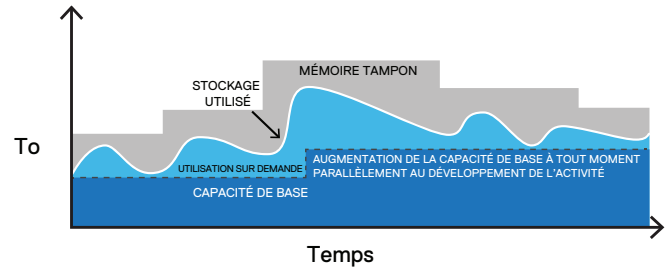 MÉMOIRE TAMPON
STOCKAGE
UTILISÉ
To
UTILISATION SUR DEMANDE
AUGMENTATION DE LA CAPACITÉ DE BASE À TOUT MOMENT
PARALLÈLEMENT AU DÉVELOPPEMENT DE L'ACTIVITÉ
CAPACITÉ DE BASE
Temps